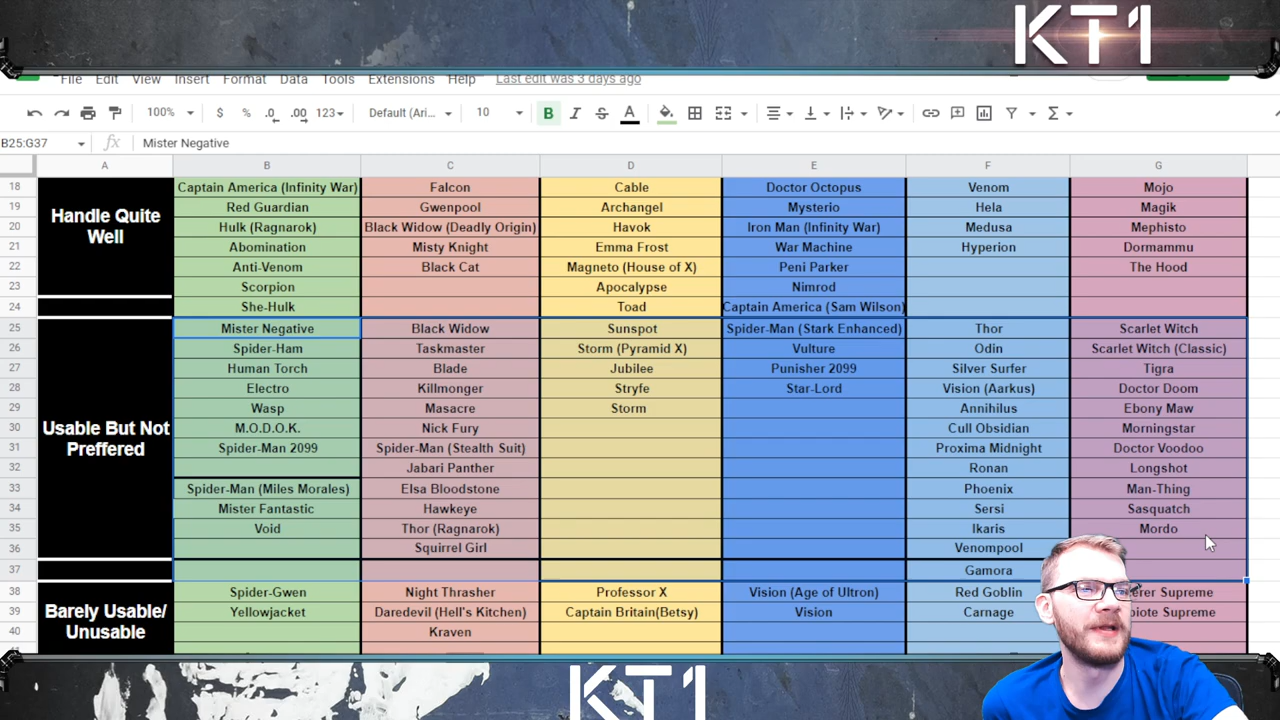 KT1
File Edit View Insert Format Data Tools Extensions Help Last edit was 3 days ago
100% $ % .0 .00 123 Default (Ari... 10 B I S A
B25:G37 fx Mister Negative
A B C D E F G
18 Captain America (Infinity War) Falcon Cable Doctor Octopus Venom Mojo
19 Red Guardian Gwenpool Archangel Mysterio Hela Magik
Handle Quite
Well
20 Hulk (Ragnarok) Black Widow (Deadly Origin) Havok Iron Man (Infinity War) Medusa Mephisto
21 Abomination Misty Knight Emma Frost War Machine Hyperion Dormammu
22 Anti-Venom Black Cat Magneto (House of X) Peni Parker The Hood
23 Scorpion Apocalypse Nimrod
24 She-Hulk Toad Captain America (Sam Wilson)
25 Mister Negative Black Widow Sunspot Spider-Man (Stark Enhanced) Thor Scarlet Witch
26 Spider-Ham Taskmaster Storm (Pyramid X) Vulture Odin Scarlet Witch (Classic)
27 Human Torch Blade Jubilee Punisher 2099 Silver Surfer Tigra
28 Electro Killmonger Stryfe Star-Lord Vision (Aarkus) Doctor Doom
29 Wasp Masacre Storm Annihilus Ebony Maw
Usable But Not
Preffered
30 M.O.D.O.K. Nick Fury Cull Obsidian Morningstar
31 Spider-Man 2099 Spider-Man (Stealth Suit) Proxima Midnight Doctor Voodoo
32 Jabari Panther Ronan Longshot
33 Spider-Man (Miles Morales) Elsa Bloodstone Phoenix Man-Thing
34 Mister Fantastic Hawkeye Sersi Sasquatch
35 Void Thor (Ragnarok) Ikaris Mordo
36 Squirrel Girl Venompool
37 Gamora
38 Spider-Gwen Night Thrasher Professor X Vision (Age of Ultron) Red Goblin erer Supreme
Barely Usable/
Unusable
39 Yellowjacket Daredevil (Hell's Kitchen) Captain Britain(Betsy) Vision Carnage biote Supreme
40 Kraven
KT1